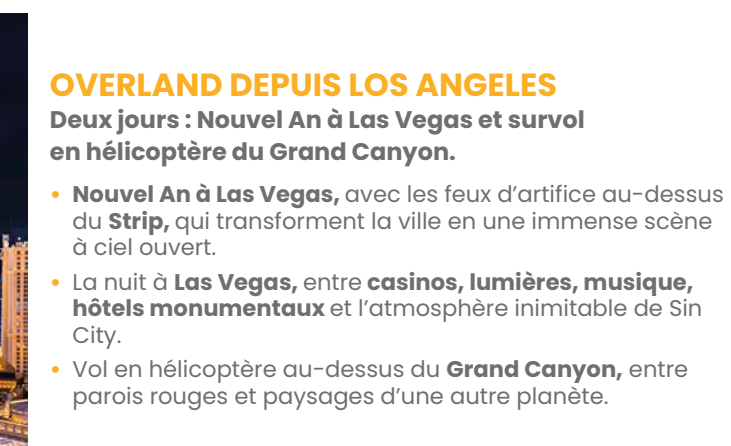 OVERLAND DEPUIS LOS ANGELES
Deux jours : Nouvel An à Las Vegas et survol
en hélicoptère du Grand Canyon.
• Nouvel An à Las Vegas, avec les feux d’artifice au-dessus
du Strip, qui transforment la ville en une immense scène
à ciel ouvert.
• La nuit à Las Vegas, entre casinos, lumières, musique,
hôtels monumentaux et l’atmosphère inimitable de Sin
City.
• Vol en hélicoptère au-dessus du Grand Canyon, entre
parois rouges et paysages d’une autre planète.